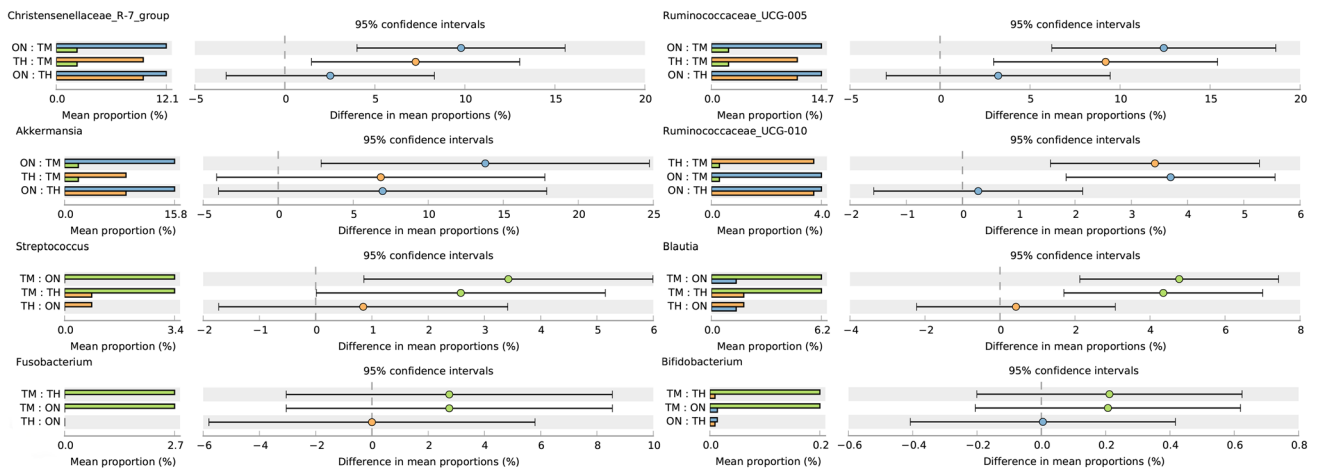 Christensenellaceae_R-7_group
95% confidence intervals
ON : TM
TH : TM
ON : TH
0.0 12.1
−5 0 5 10 15 20
Mean proportion (%) Difference in mean proportions (%)
Ruminococcaceae_UCG-005
95% confidence intervals
ON : TM
TH : TM
ON : TH
0.0 14.7
−5 0 5 10 15 20
Mean proportion (%) Difference in mean proportions (%)
Akkermansia
95% confidence intervals
ON : TM
TH : TM
ON : TH
0.0 15.8
−5 0 5 10 15 20 25
Mean proportion (%) Difference in mean proportions (%)
Ruminococcaceae_UCG-010
95% confidence intervals
TH : TM
ON : TM
ON : TH
0.0 4.0
−2 −1 0 1 2 3 4 5 6
Mean proportion (%) Difference in mean proportions (%)
Streptococcus
95% confidence intervals
TM : ON
TM : TH
TH : ON
0.0 3.4
−2 −1 0 1 2 3 4 5 6
Mean proportion (%) Difference in mean proportions (%)
Blautia
95% confidence intervals
TM : ON
TM : TH
TH : ON
0.0 6.2
−4 −2 0 2 4 6 8
Mean proportion (%) Difference in mean proportions (%)
Fusobacterium
95% confidence intervals
TM : TH
TM : ON
TH : ON
0.0 2.7
−6 −4 −2 0 2 4 6 8 10
Mean proportion (%) Difference in mean proportions (%)
Bifidobacterium
95% confidence intervals
TM : TH
TM : ON
ON : TH
0.0 0.2
−0.6 −0.4 −0.2 0.0 0.2 0.4 0.6 0.8
Mean proportion (%) Difference in mean proportions (%)